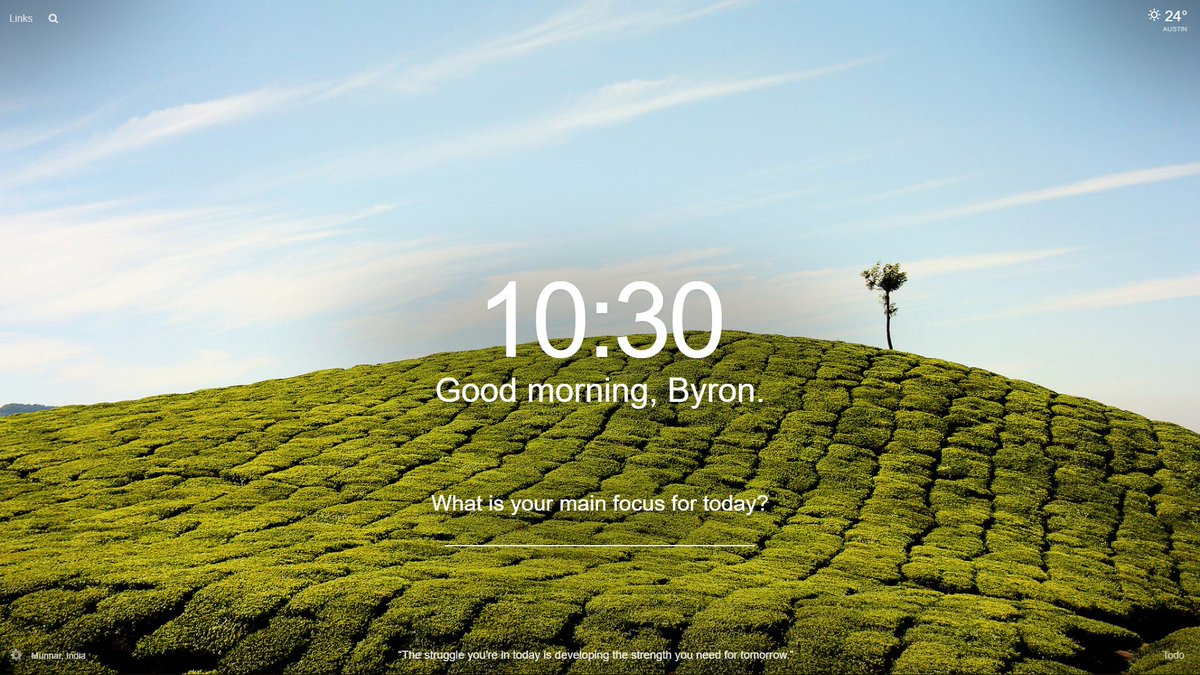 Links
24°
AUSTIN
10:30
Good morning, Byron.
What is your main focus for today?
Munnar, India
"The struggle you're in today is developing the strength you need for tomorrow."
Todo